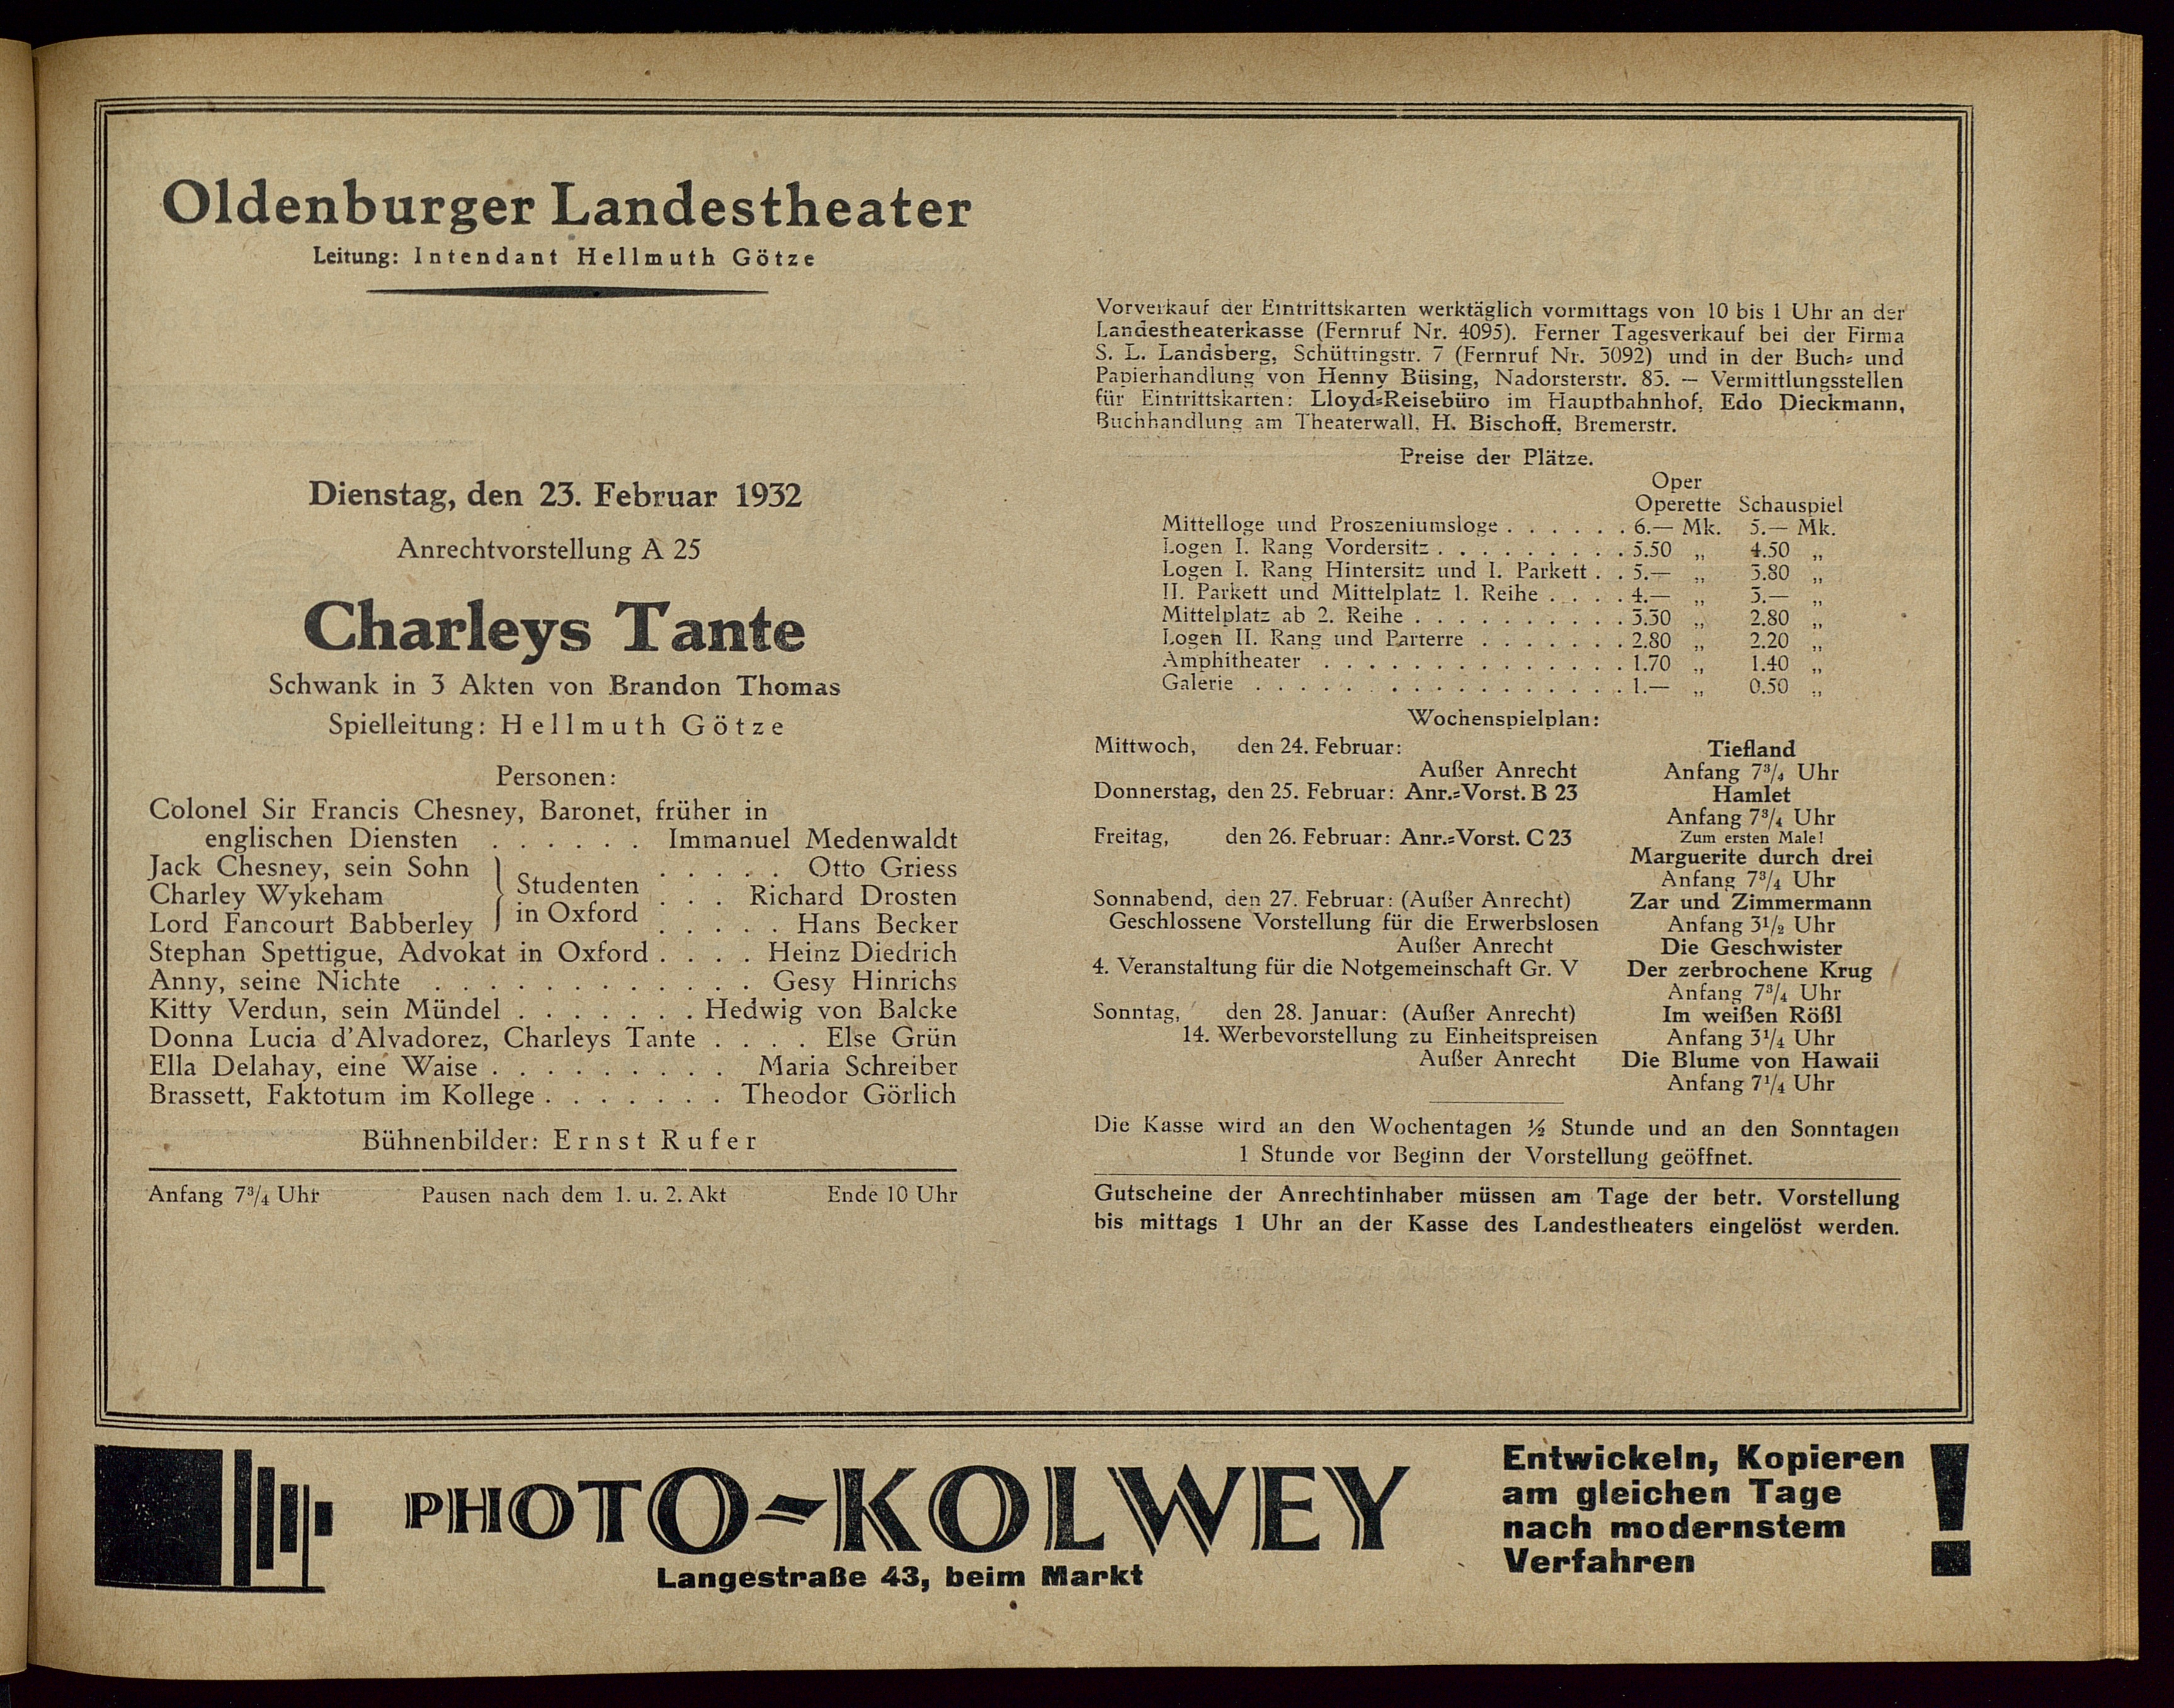 Oldenburger Landestheater
Leitung: Intendant Hellmuth Götze
Dienstag, den 23. Februar 1932
Anrechtvorstellung A 25
Charleys Tante
Schwank in 3 Akten von Brandon Thomas
Spielleitung: Hellmuth Götze
Personen:
Colonel Sir Francis Chesney, Baronet, früher in
englischen Diensten . . . . . . Immanuel Medenwaldt
Jack Chesney, sein Sohn . . . . . Otto Griess
Charley Wykeham } Studenten in Oxford . . . Richard Drosten
Lord Fancourt Babberley . . . . . Hans Becker
Stephan Spettigue, Advokat in Oxford . . . . Heinz Diedrich
Anny, seine Nichte . . . . . . . . . . . . Gesy Hinrichs
Kitty Verdun, sein Mündel . . . . . . . Hedwig von Balcke
Donna Lucia d'Alvadorez, Charleys Tante . . . . Else Grün
Ella Delahay, eine Waise . . . . . . . . . Maria Schreiber
Brassett, Faktotum im Kollege . . . . . . . Theodor Görlich
Bühnenbilder: Ernst Rufer
Anfang 7³/₄ Uhr Pausen nach dem 1. u. 2. Akt Ende 10 Uhr
Vorverkauf der Eintrittskarten werktäglich vormittags von 10 bis 1 Uhr an der
Landestheaterkasse (Fernruf Nr. 4095). Ferner Tagesverkauf bei der Firma
S. L. Landsberg, Schüttingstr. 7 (Fernruf Nr. 5092) und in der Buch- und
Papierhandlung von Henny Büsing, Nadorsterstr. 85. — Vermittlungsstellen
für Eintrittskarten: Lloyd-Reisebüro im Hauptbahnhof, Edo Dieckmann,
Buchhandlung am Theaterwall, H. Bischoff, Bremerstr.
Preise der Plätze.
Oper
Operette Schauspiel
Mittelloge und Proszeniumsloge . . . . . . 6.— Mk. 5.— Mk.
Logen I. Rang Vordersitz . . . . . . . . . 5.50 „ 4.50 „
Logen I. Rang Hintersitz und I. Parkett . . 5.— „ 3.80 „
II. Parkett und Mittelplatz 1. Reihe . . . . 4.— „ 3.— „
Mittelplatz ab 2. Reihe . . . . . . . . . . 3.30 „ 2.80 „
Logen II. Rang und Parterre . . . . . . . 2.80 „ 2.20 „
Amphitheater . . . . . . . . . . . . . . 1.70 „ 1.40 „
Galerie . . . . . . . . . . . . . . . . . 1.— „ 0.50 „
Wochenspielplan:
Mittwoch, den 24. Februar: Tiefland
Außer Anrecht Anfang 7³/₄ Uhr
Donnerstag, den 25. Februar: Anr.-Vorst. B 23 Hamlet
Anfang 7³/₄ Uhr
Freitag, den 26. Februar: Anr.-Vorst. C 23 Zum ersten Male!
Marguerite durch drei
Anfang 7³/₄ Uhr
Sonnabend, den 27. Februar: (Außer Anrecht) Zar und Zimmermann
Geschlossene Vorstellung für die Erwerbslosen Anfang 3¹/₂ Uhr
Außer Anrecht Die Geschwister
4. Veranstaltung für die Notgemeinschaft Gr. V Der zerbrochene Krug
Anfang 7³/₄ Uhr
Sonntag, den 28. Januar: (Außer Anrecht) Im weißen Rößl
14. Werbevorstellung zu Einheitspreisen Anfang 3¹/₄ Uhr
Außer Anrecht Die Blume von Hawaii
Anfang 7¹/₄ Uhr
Die Kasse wird an den Wochentagen ½ Stunde und an den Sonntagen
1 Stunde vor Beginn der Vorstellung geöffnet.
Gutscheine der Anrechtinhaber müssen am Tage der betr. Vorstellung
bis mittags 1 Uhr an der Kasse des Landestheaters eingelöst werden.
PHOTO-KOLWEY
Langestraße 43, beim Markt
Entwickeln, Kopieren
am gleichen Tage
nach modernstem
Verfahren !